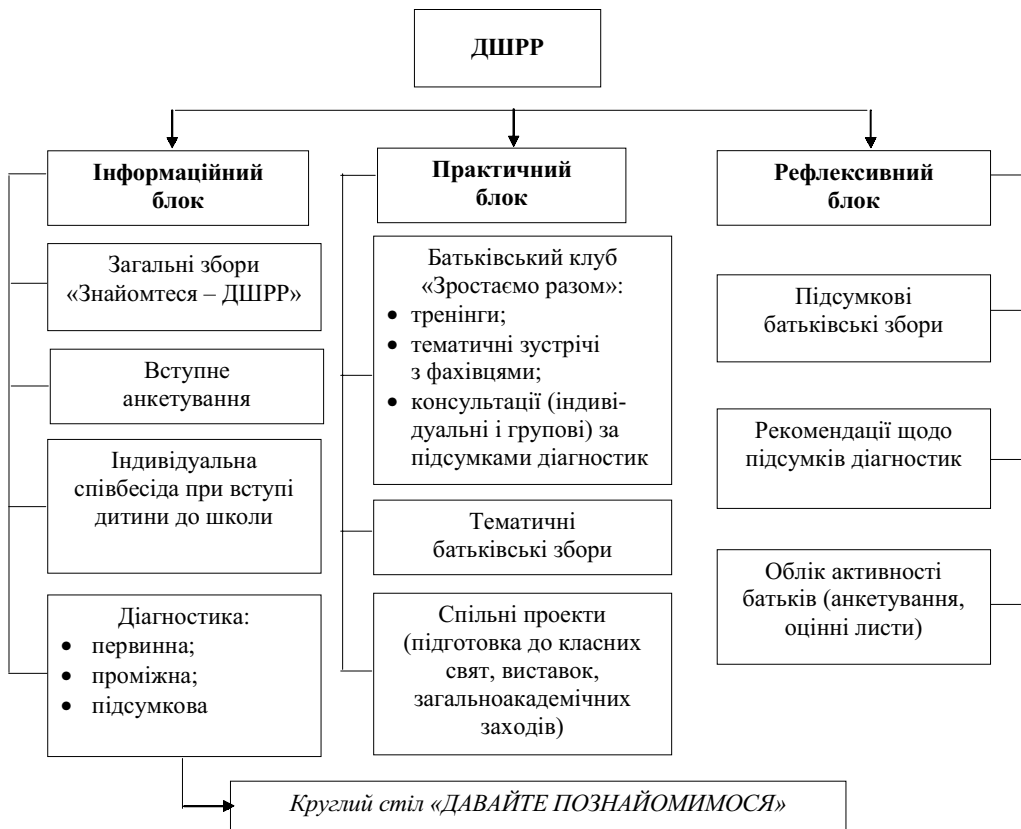 ДШРР
Інформаційний
блок
Загальні збори
«Знайомтеся – ДШРР»
Вступне
анкетування
Індивідуальна
співбесіда при вступі
дитини до школи
Діагностика:
• первинна;
• проміжна;
• підсумкова
Практичний
блок
Батьківський клуб
«Зростаємо разом»:
• тренінги;
• тематичні зустрічі
з фахівцями;
• консультації (індиві-
дуальні і групові) за
підсумками діагностик
Тематичні
батьківські збори
Спільні проекти
(підготовка до класних
свят, виставок,
загальноакадемічних
заходів)
Рефлексивний
блок
Підсумкові
батьківські збори
Рекомендації щодо
підсумків діагностик
Облік активності
батьків (анкетування,
оцінні листи)
Круглий стіл «ДАВАЙТЕ ПОЗНАЙОМИМОСЯ»